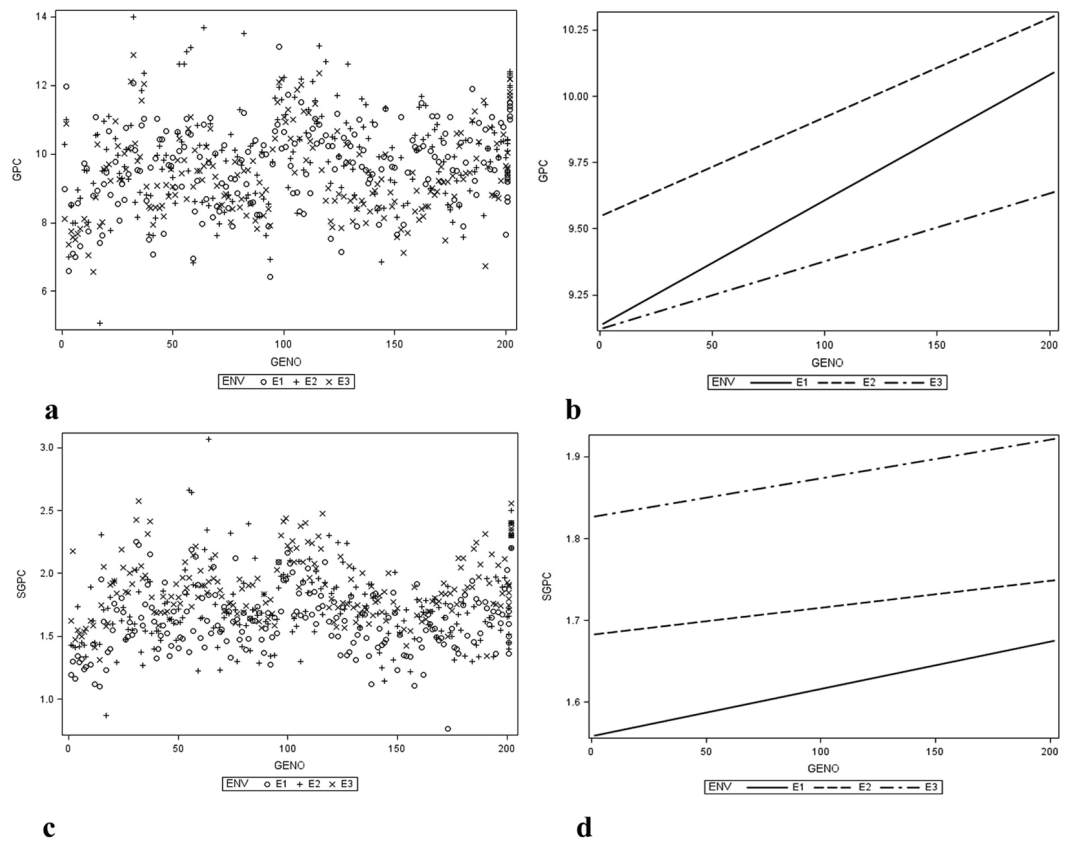 14
12
10
8
6
GPC
0 50 100 150 200
GENO
ENV E1 E2 E3
a
10.25
10.00
9.75
9.50
9.25
GPC
0 50 100 150 200
GENO
ENV E1 E2 E3
b
3.0
2.5
2.0
1.5
1.0
SGPC
0 50 100 150 200
GENO
ENV E1 E2 E3
c
1.9
1.8
1.7
1.6
SGPC
0 50 100 150 200
GENO
ENV E1 E2 E3
d